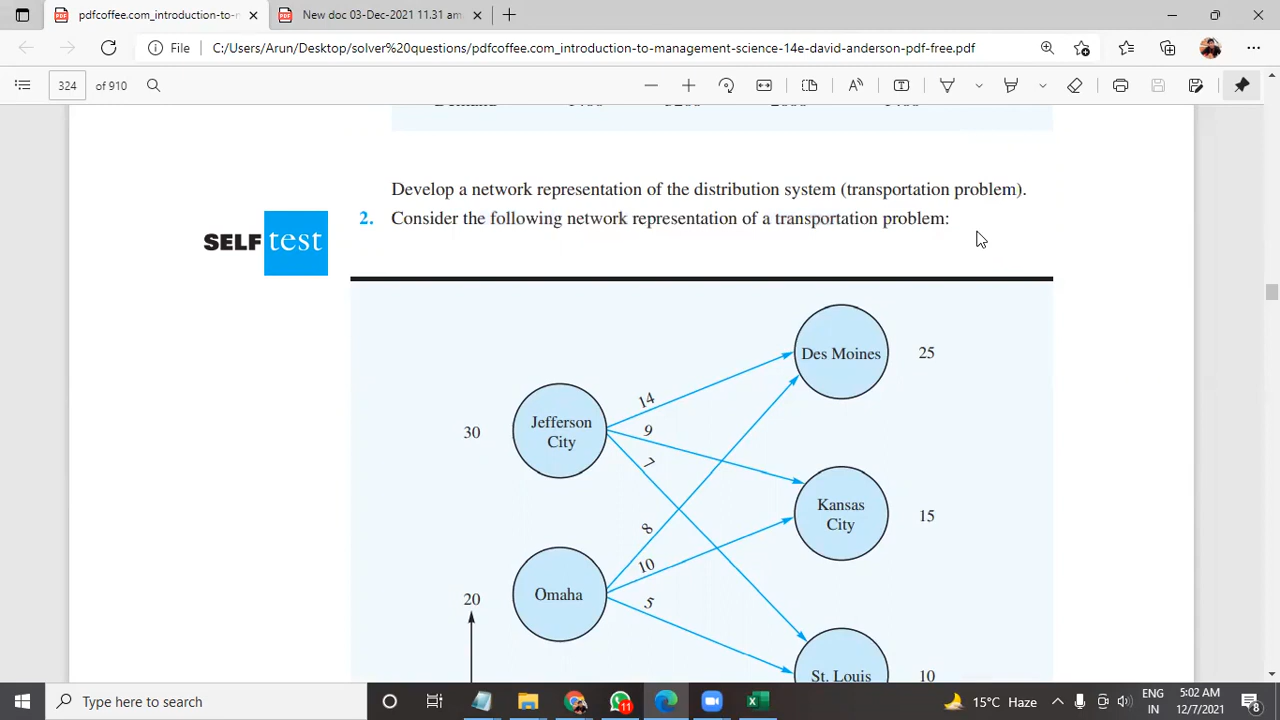 pdfcoffee.com_introduction-to-r
New doc 03-Dec-2021 11.31 am
File
C:/Users/Arun/Desktop/solver%20questions/pdfcoffee.com_introduction-to-management-science-14e-david-anderson-pdf-free.pdf
324 of 910
Develop a network representation of the distribution system (transportation problem).
2. Consider the following network representation of a transportation problem:
SELF test
Des Moines 25
14
Jefferson
City
30
9
7
Kansas
City
15
8
10
Omaha
20
5
St. Louis 10
Type here to search
11
15°C Haze
ENG
IN
5:02 AM
12/7/2021
8